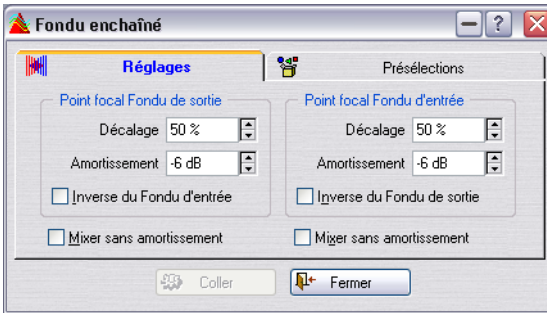 Fondu enchaîné
Réglages
Présélections
Point focal Fondu de sortie
Décalage 50 %
Amortissement -6 dB
Inverse du Fondu d'entrée
Mixer sans amortissement
Point focal Fondu d'entrée
Décalage 50 %
Amortissement -6 dB
Inverse du Fondu de sortie
Mixer sans amortissement
Coller
Fermer